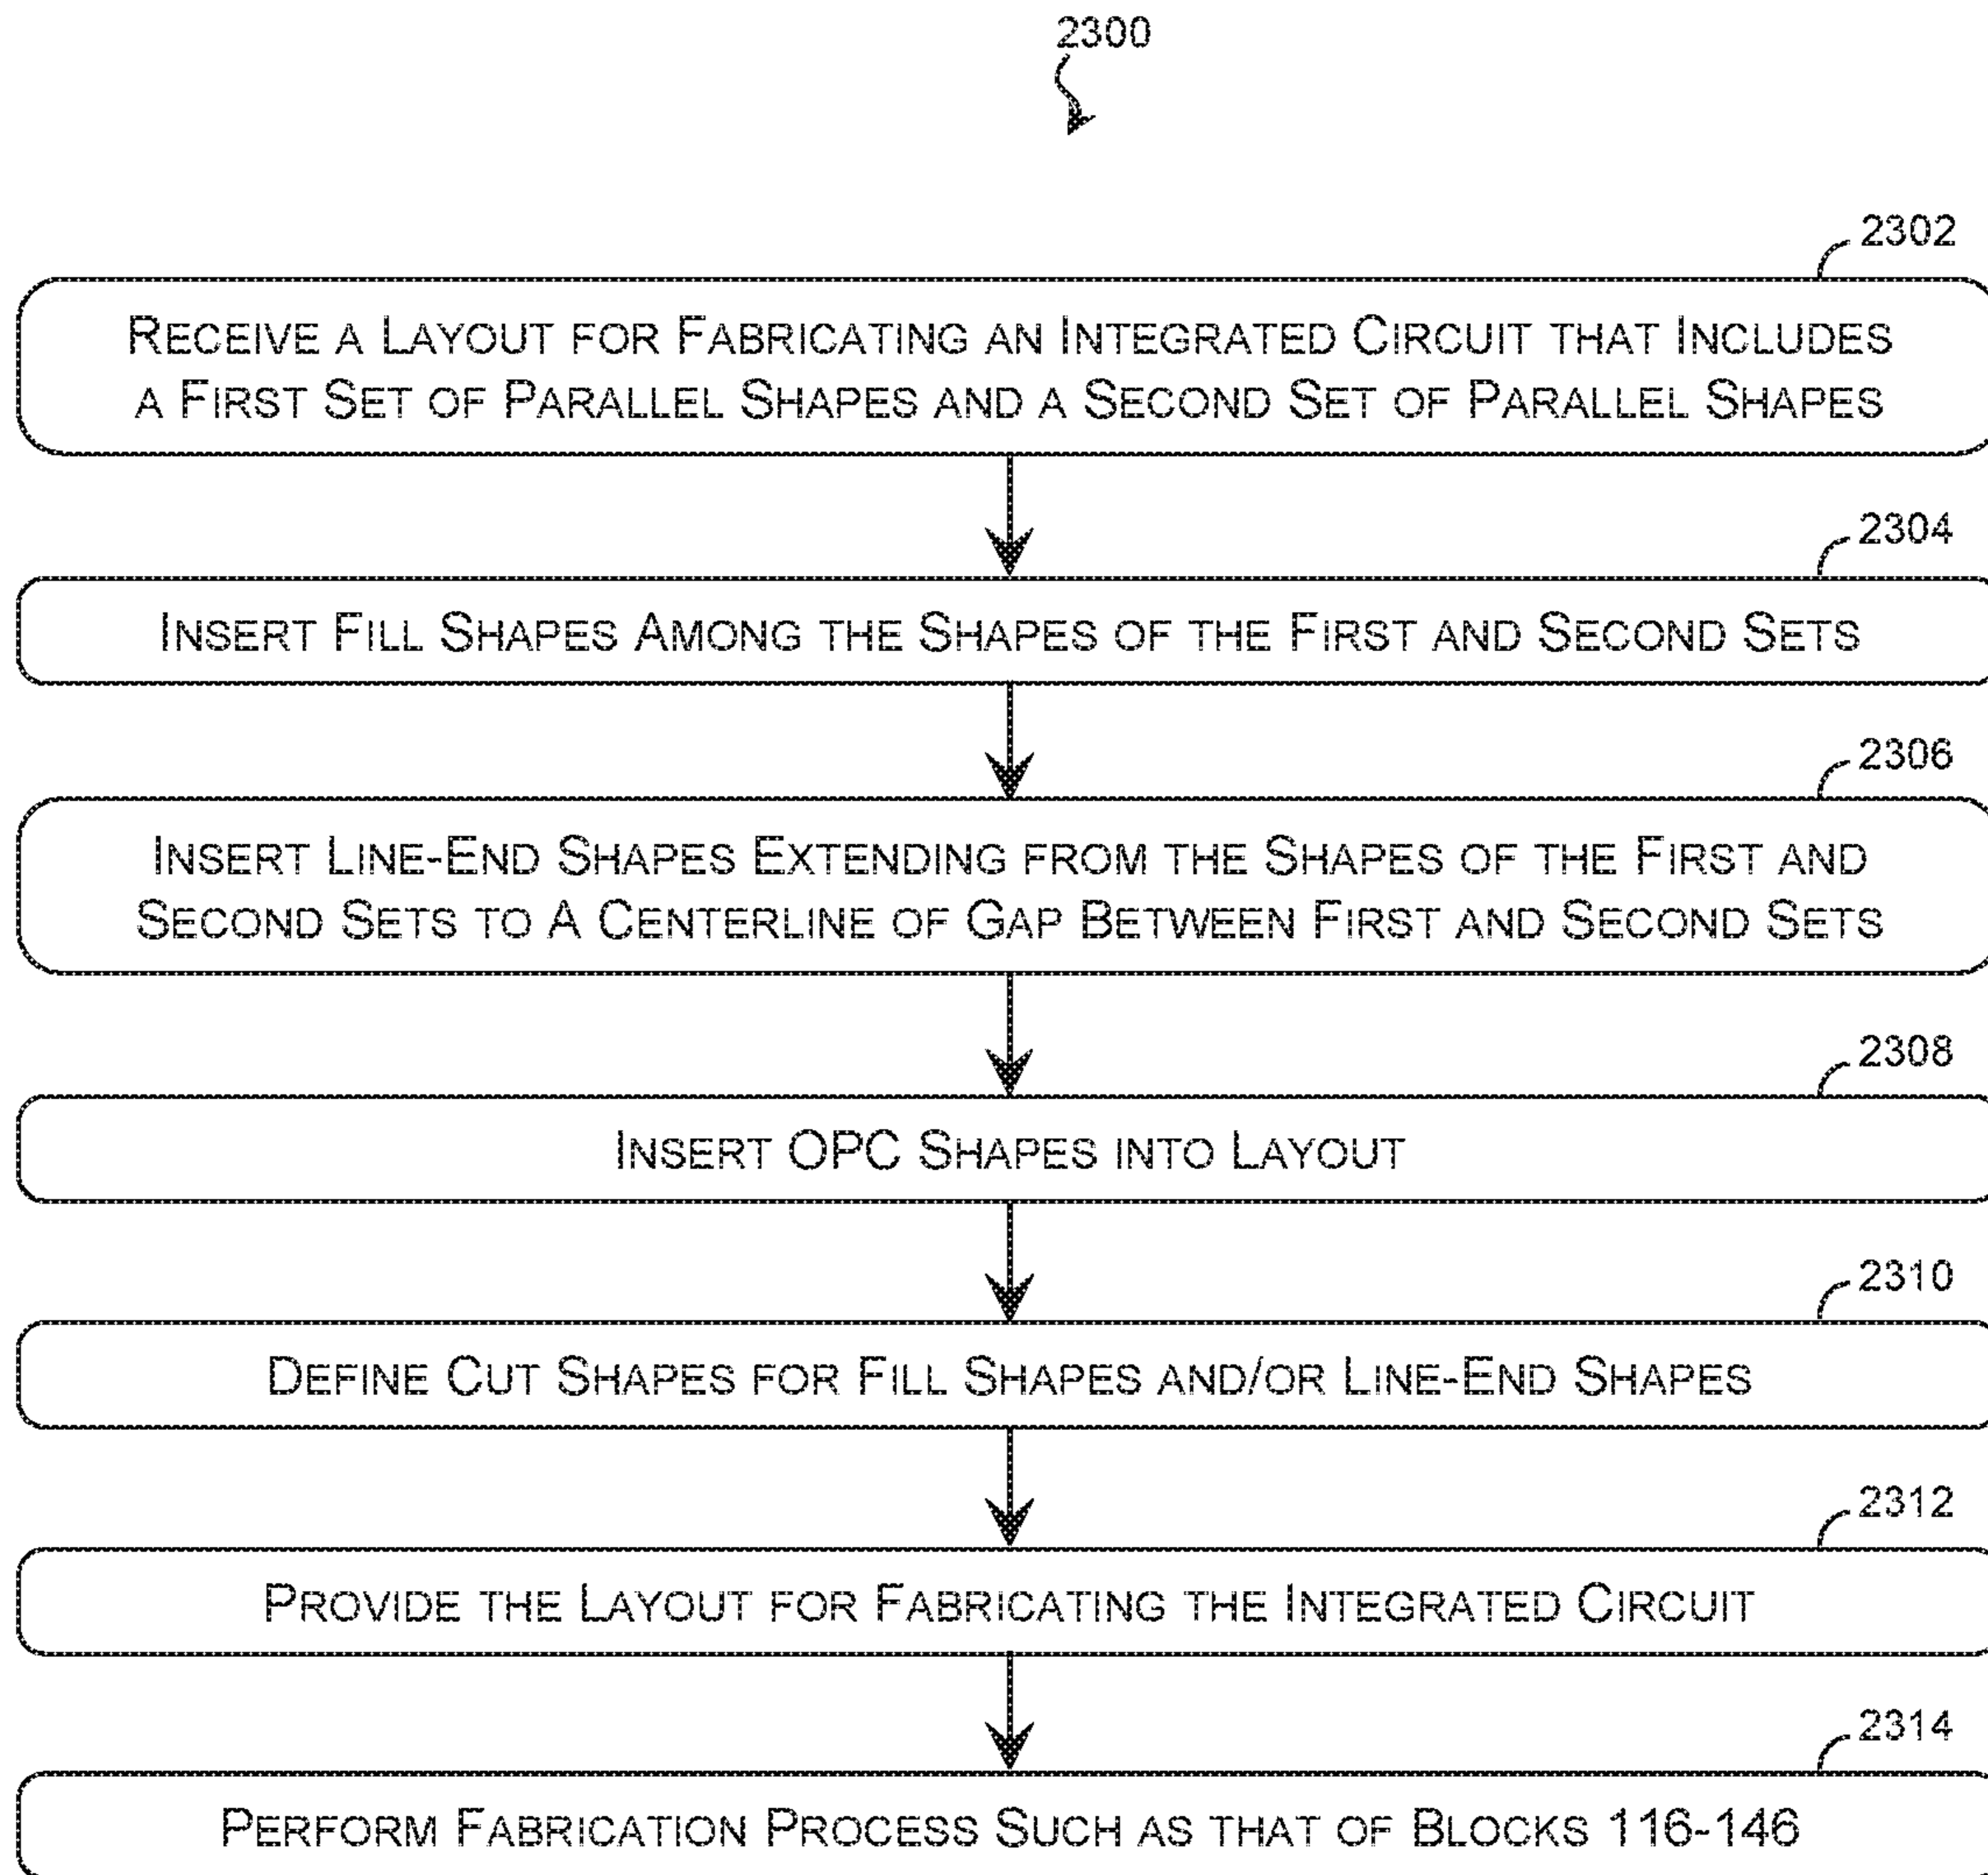 2300
2302
Receive a Layout for Fabricating an Integrated Circuit that Includes
a First Set of Parallel Shapes and a Second Set of Parallel Shapes
2304
Insert Fill Shapes Among the Shapes of the First and Second Sets
2306
Insert Line-End Shapes Extending from the Shapes of the First and
Second Sets to A Centerline of Gap Between First and Second Sets
2308
Insert OPC Shapes into Layout
2310
Define Cut Shapes for Fill Shapes and/or Line-End Shapes
2312
Provide the Layout for Fabricating the Integrated Circuit
2314
Perform Fabrication Process Such as that of Blocks 116-146